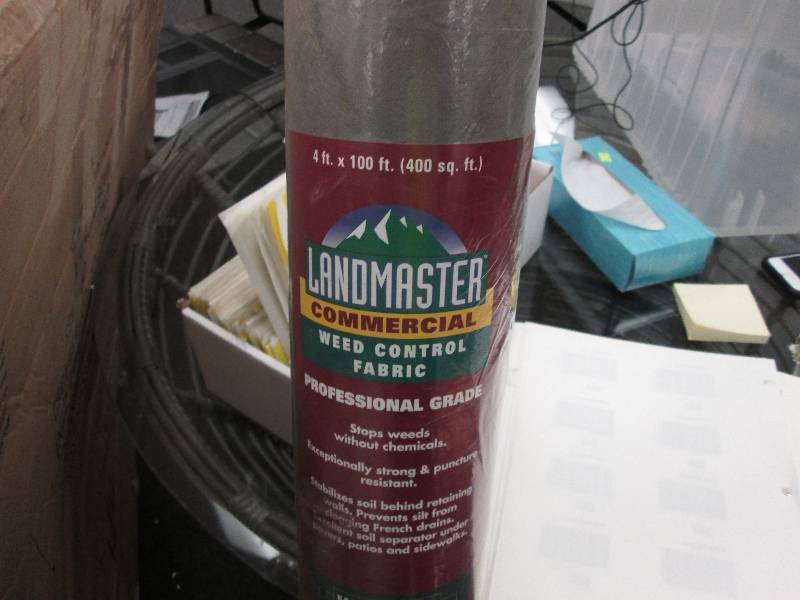 4 ft. x 100 ft. (400 sq. ft.)
LANDMASTER
COMMERCIAL
WEED CONTROL
FABRIC
PROFESSIONAL GRADE
Stops weeds
without chemicals.
Exceptionally strong & puncture
resistant.
Stabilizes soil behind retaining
walls. Prevents silt from
clogging French drains.
Excellent soil separator under
pavers, patios and sidewalks.